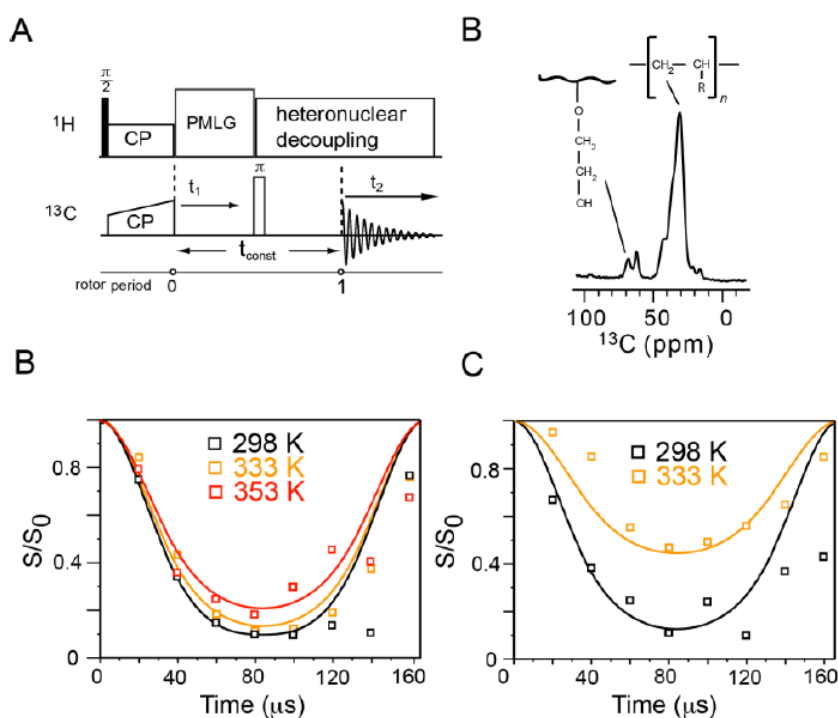 A
B
π/2
¹H
CP
PMLG
heteronuclear
decoupling
π
t₁
t₂
¹³C
CP
t_const
rotor period
0
1
CH₂
CH
R
n
O
CH₂
CH₂
OH
100
50
0
¹³C (ppm)
B
C
S/S₀
0.8
0.4
0
298 K
333 K
353 K
0
40
80
120
160
Time (μs)
S/S₀
0.8
0.4
0
298 K
333 K
0
40
80
120
160
Time (μs)